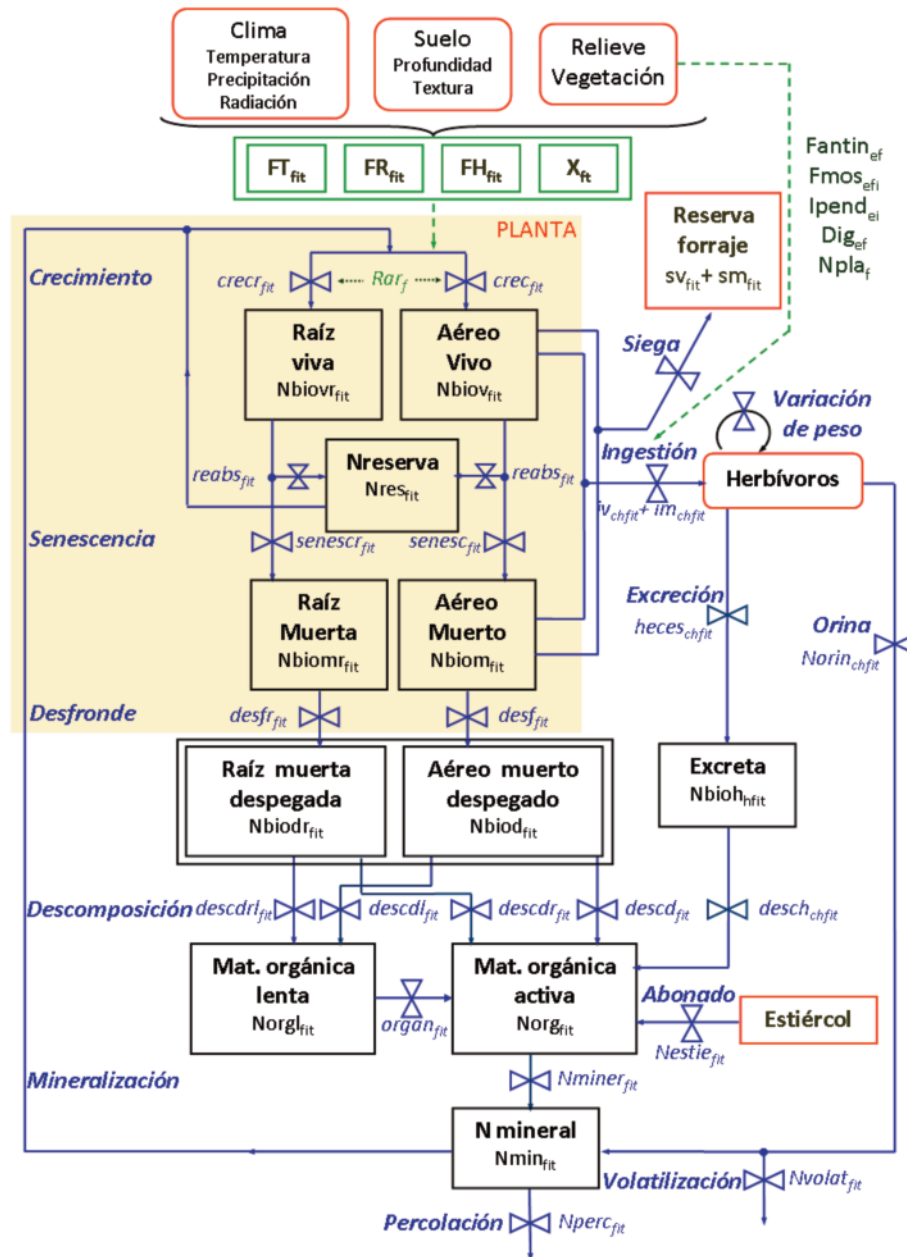 Clima
Temperatura
Precipitación
Radiación
Suelo
Profundidad
Textura
Relieve
Vegetación
FTfit
FRfit
FHfit
Xft
Fantinef
Fmosefi
Ipendei
Digef
Nplaf
PLANTA
Reserva
forraje
svfit+ smfit
Crecimiento
crecrfit
Rarf
crecfit
Raíz
viva
Nbiovrfit
Aéreo
Vivo
Nbiovfit
Siega
Variación
de peso
Ingestión
Herbívoros
ivchfit+ imchfit
reabsfit
Nreserva
Nresfit
reabsfit
Senescencia
senescrfit
senescfit
Raíz
Muerta
Nbiomrfit
Aéreo
Muerto
Nbiomfit
Excreción
heceschfit
Orina
Norinchfit
Desfronde
desfrfit
desffit
Raíz muerta
despegada
Nbiodrfit
Aéreo muerto
despegado
Nbiodfit
Excreta
Nbiohhfit
Descomposición
descdrlfit
descdlfit
descdrfit
descdfit
deschchfit
Mat. orgánica
lenta
Norglfit
organfit
Mat. orgánica
activa
Norgfit
Abonado
Nestiefit
Estiércol
Mineralización
Nminerfit
N mineral
Nminfit
Volatilización
Nvolatfit
Percolación
Npercfit